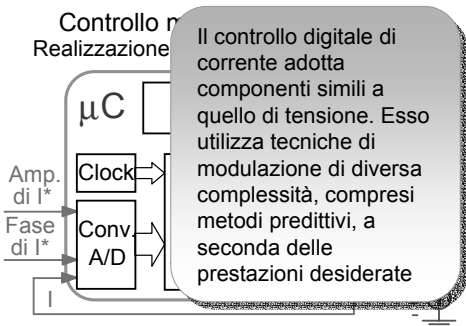 Controllo
Realizzazione
Il controllo digitale di
corrente adotta
componenti simili a
quello di tensione. Esso
utilizza tecniche di
modulazione di diversa
complessità, compresi
metodi predittivi, a
seconda delle
prestazioni desiderate
μC
Clock
Amp.
di I*
Fase
di I*
Conv.
A/D
I
-